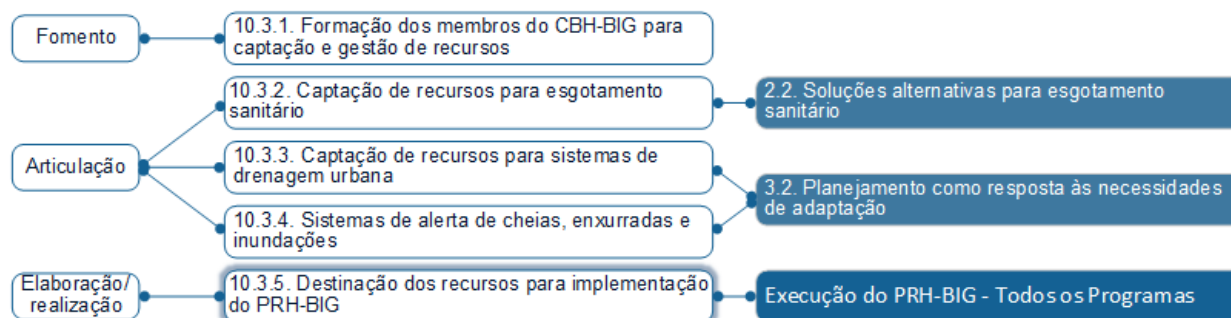 Fomento
10.3.1. Formação dos membros do CBH-BIG para
captação e gestão de recursos
10.3.2. Captação de recursos para esgotamento
sanitário
2.2. Soluções alternativas para esgotamento
sanitário
Articulação
10.3.3. Captação de recursos para sistemas de
drenagem urbana
3.2. Planejamento como resposta às necessidades
de adaptação
10.3.4. Sistemas de alerta de cheias, enxurradas e
inundações
Elaboração/
realização
10.3.5. Destinação dos recursos para implementação
do PRH-BIG
Execução do PRH-BIG - Todos os Programas